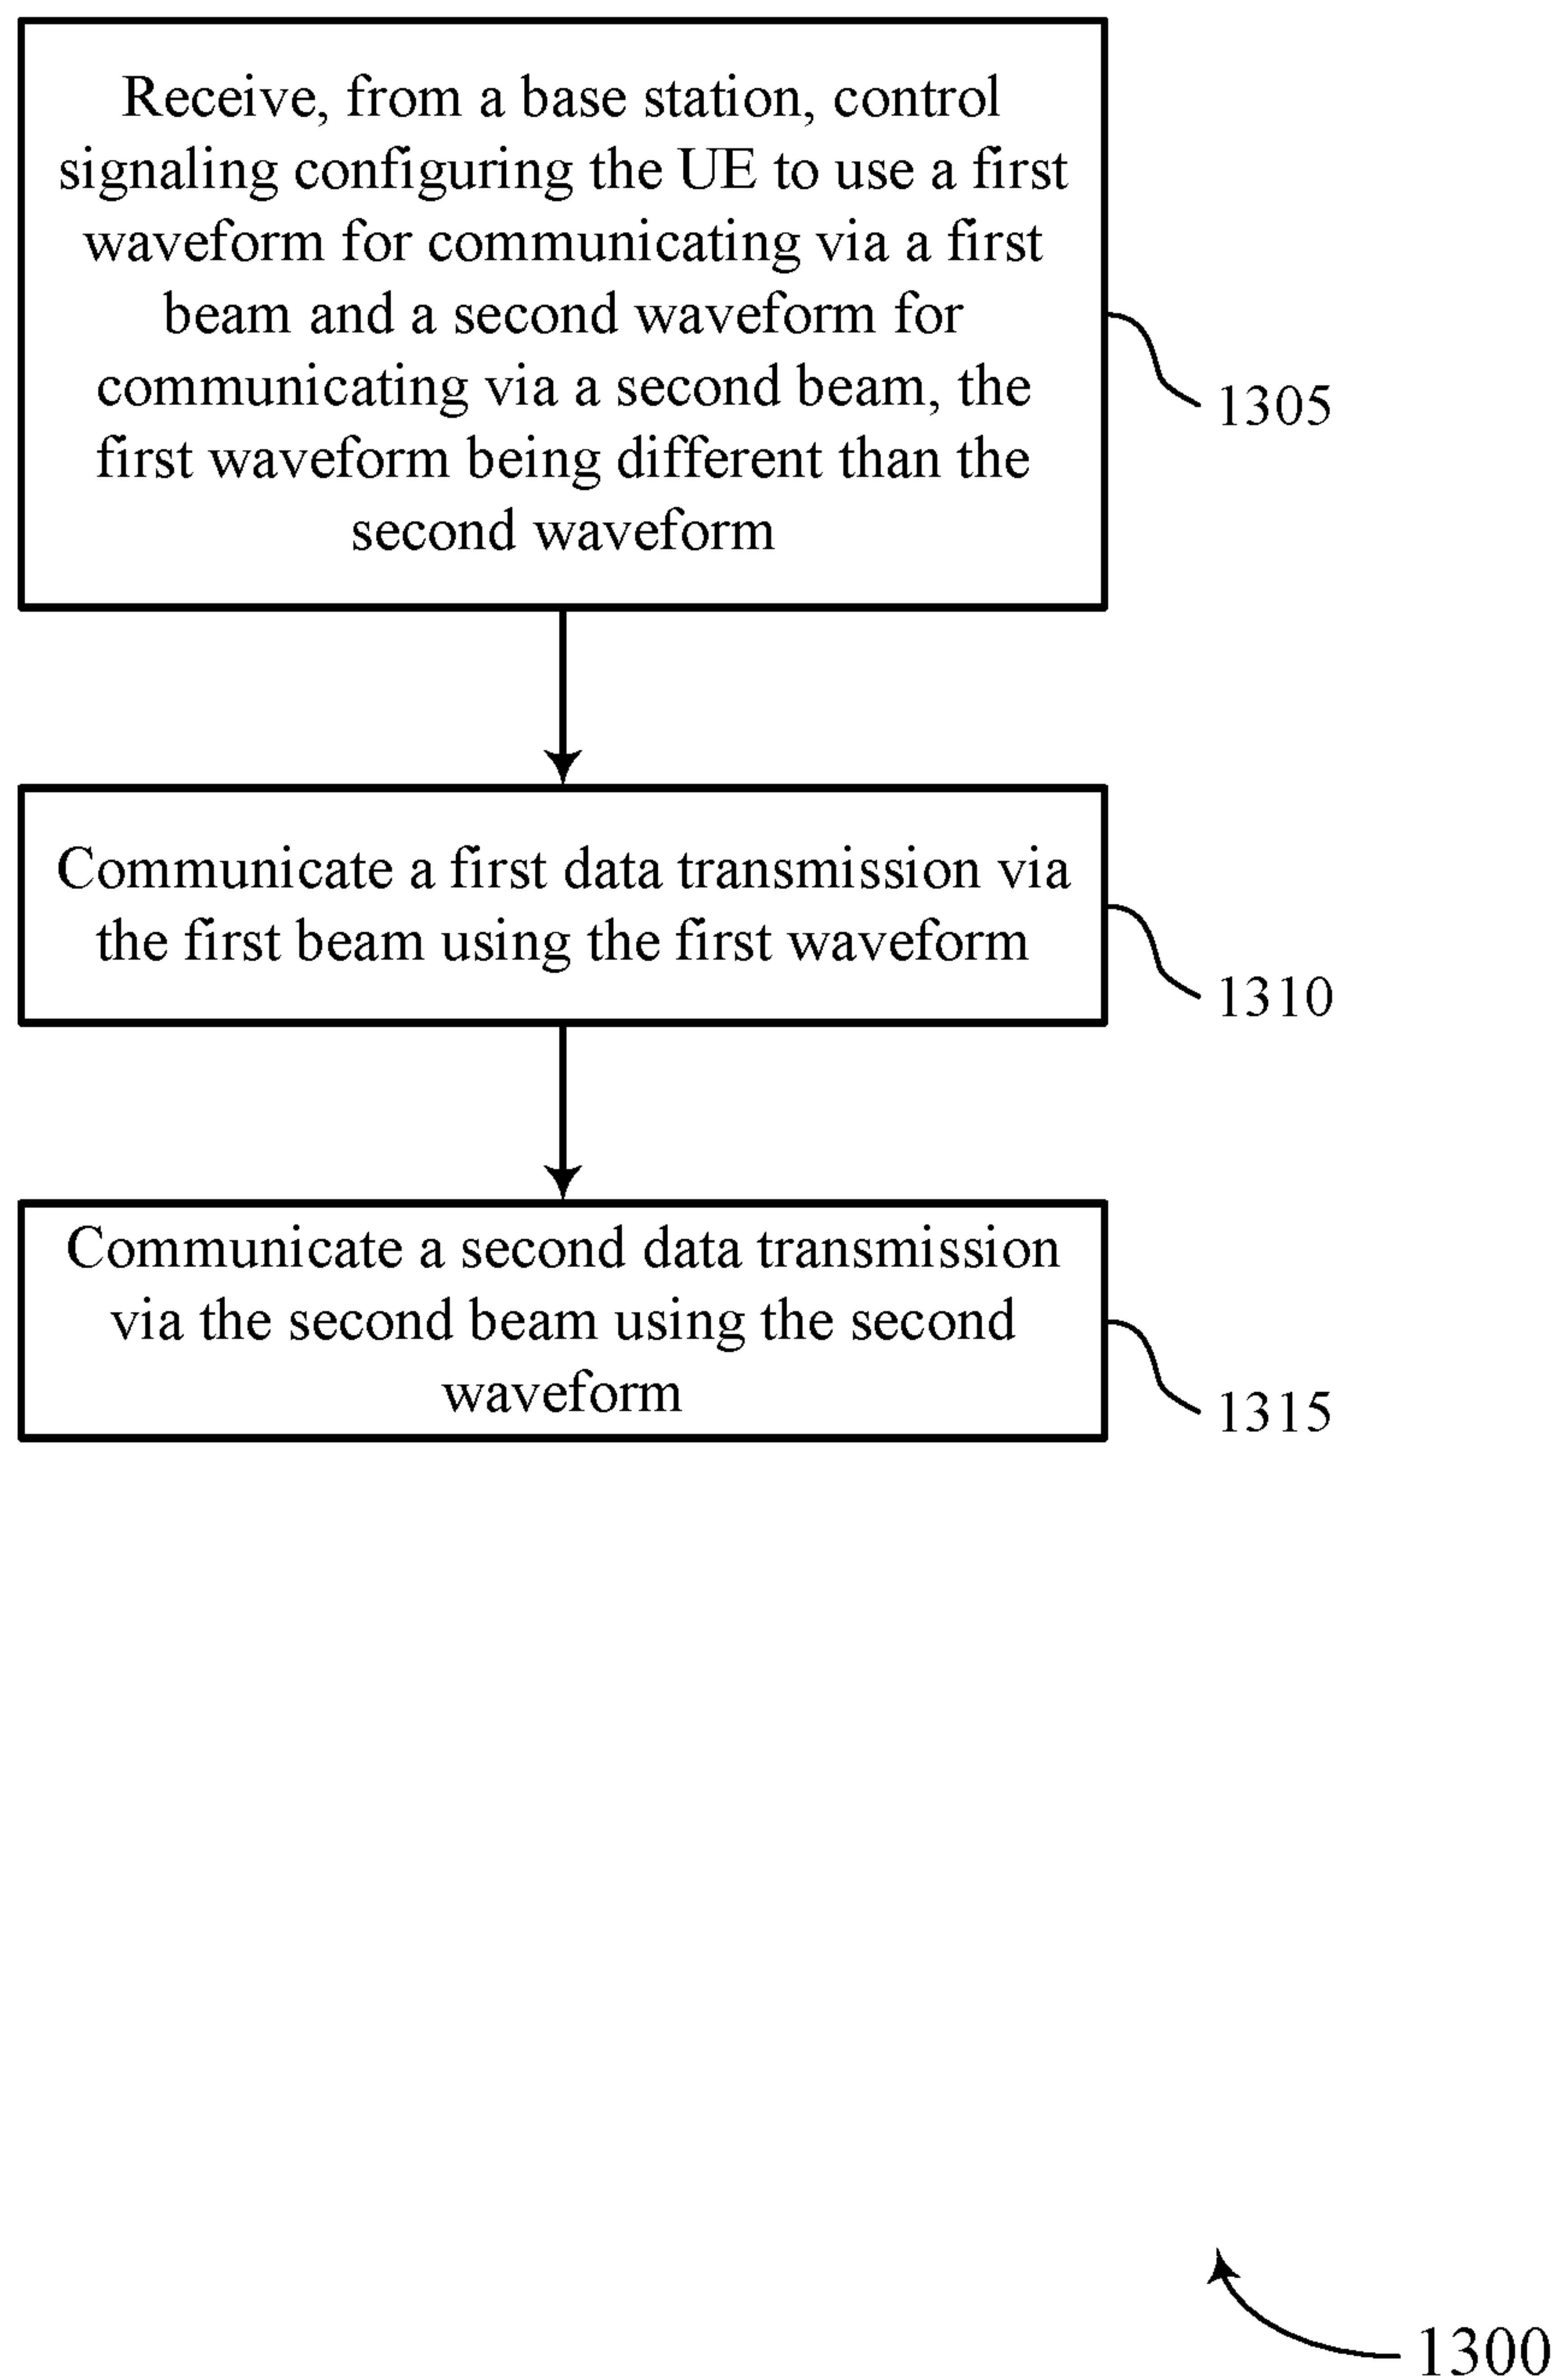 Receive, from a base station, control
signaling configuring the UE to use a first
waveform for communicating via a first
beam and a second waveform for
communicating via a second beam, the
first waveform being different than the
second waveform
1305
Communicate a first data transmission via
the first beam using the first waveform
1310
Communicate a second data transmission
via the second beam using the second
waveform
1315
1300